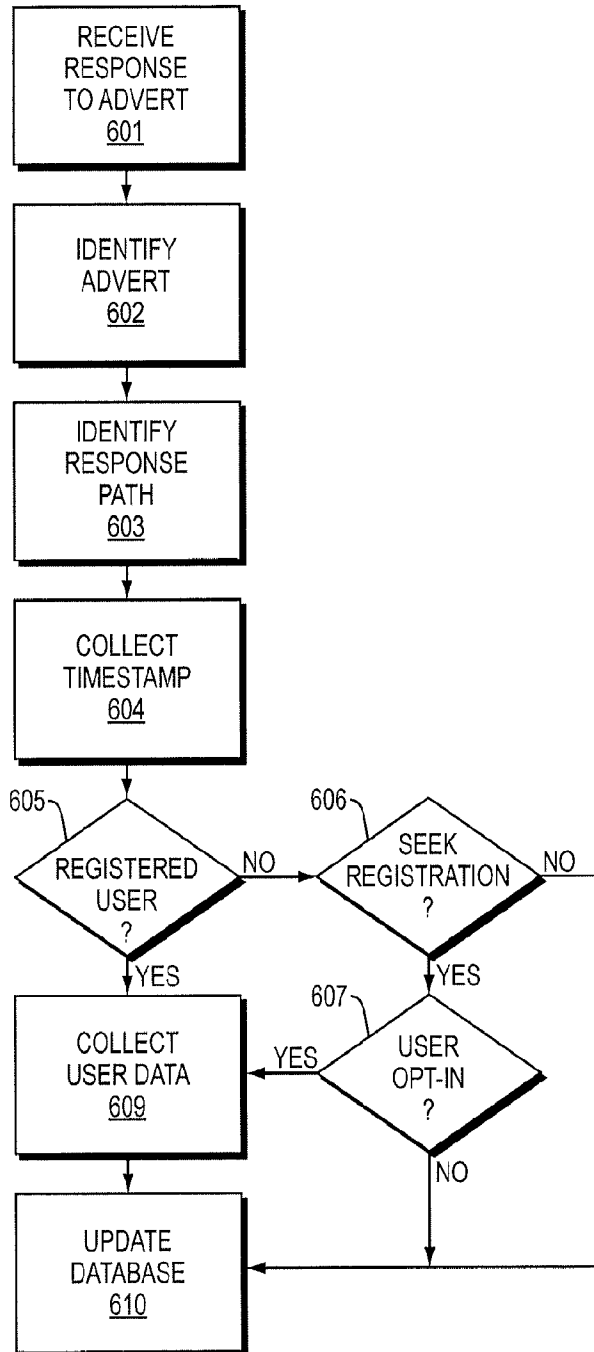 RECEIVE
RESPONSE
TO ADVERT
601
IDENTIFY
ADVERT
602
IDENTIFY
RESPONSE
PATH
603
COLLECT
TIMESTAMP
604
605
REGISTERED
USER
?
NO
YES
606
SEEK
REGISTRATION
?
NO
YES
607
USER
OPT-IN
?
YES
NO
COLLECT
USER DATA
609
UPDATE
DATABASE
610